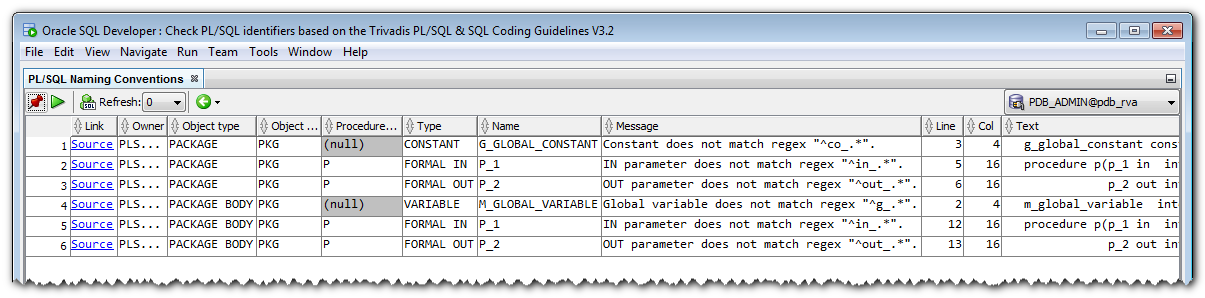 Oracle SQL Developer : Check PL/SQL identifiers based on the Trivadis PL/SQL & SQL Coding Guidelines V3.2
File Edit View Navigate Run Team Tools Window Help
PL/SQL Naming Conventions
SQL Refresh: 0 PDB_ADMIN@pdb_rva
Link Owner Object type Object ... Procedure... Type Name Message Line Col Text
1 Source PLS... PACKAGE PKG (null) CONSTANT G_GLOBAL_CONSTANT Constant does not match regex "^co_.*". 3 4 g_global_constant cons
2 Source PLS... PACKAGE PKG P FORMAL IN P_1 IN parameter does not match regex "^in_.*". 5 16 procedure p(p_1 in in
3 Source PLS... PACKAGE PKG P FORMAL OUT P_2 OUT parameter does not match regex "^out_.*". 6 16 p_2 out in
4 Source PLS... PACKAGE BODY PKG (null) VARIABLE M_GLOBAL_VARIABLE Global variable does not match regex "^g_.*". 2 4 m_global_variable int
5 Source PLS... PACKAGE BODY PKG P FORMAL IN P_1 IN parameter does not match regex "^in_.*". 12 16 procedure p(p_1 in in
6 Source PLS... PACKAGE BODY PKG P FORMAL OUT P_2 OUT parameter does not match regex "^out_.*". 13 16 p_2 out in